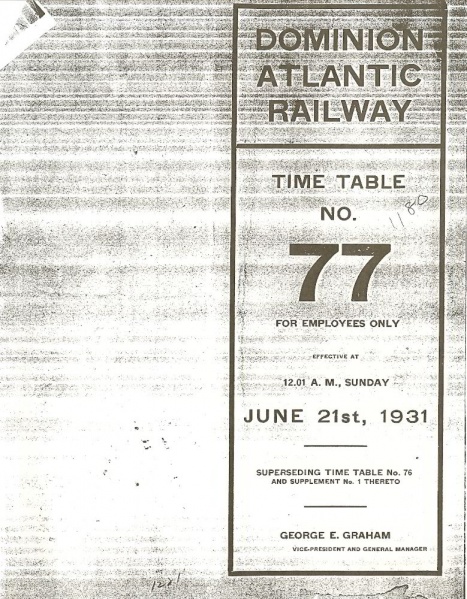 DOMINION
ATLANTIC
RAILWAY
TIME TABLE
NO.
1180
77
FOR EMPLOYEES ONLY
EFFECTIVE AT
12.01 A. M., SUNDAY
JUNE 21st, 1931
SUPERSEDING TIME TABLE No. 76
AND SUPPLEMENT No. 1 THERETO
GEORGE E. GRAHAM
VICE-PRESIDENT AND GENERAL MANAGER